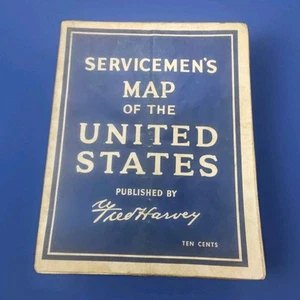 SERVICEMEN'S
MAP
OF THE
UNITED
STATES
PUBLISHED BY
Fred Harvey
TEN CENTS